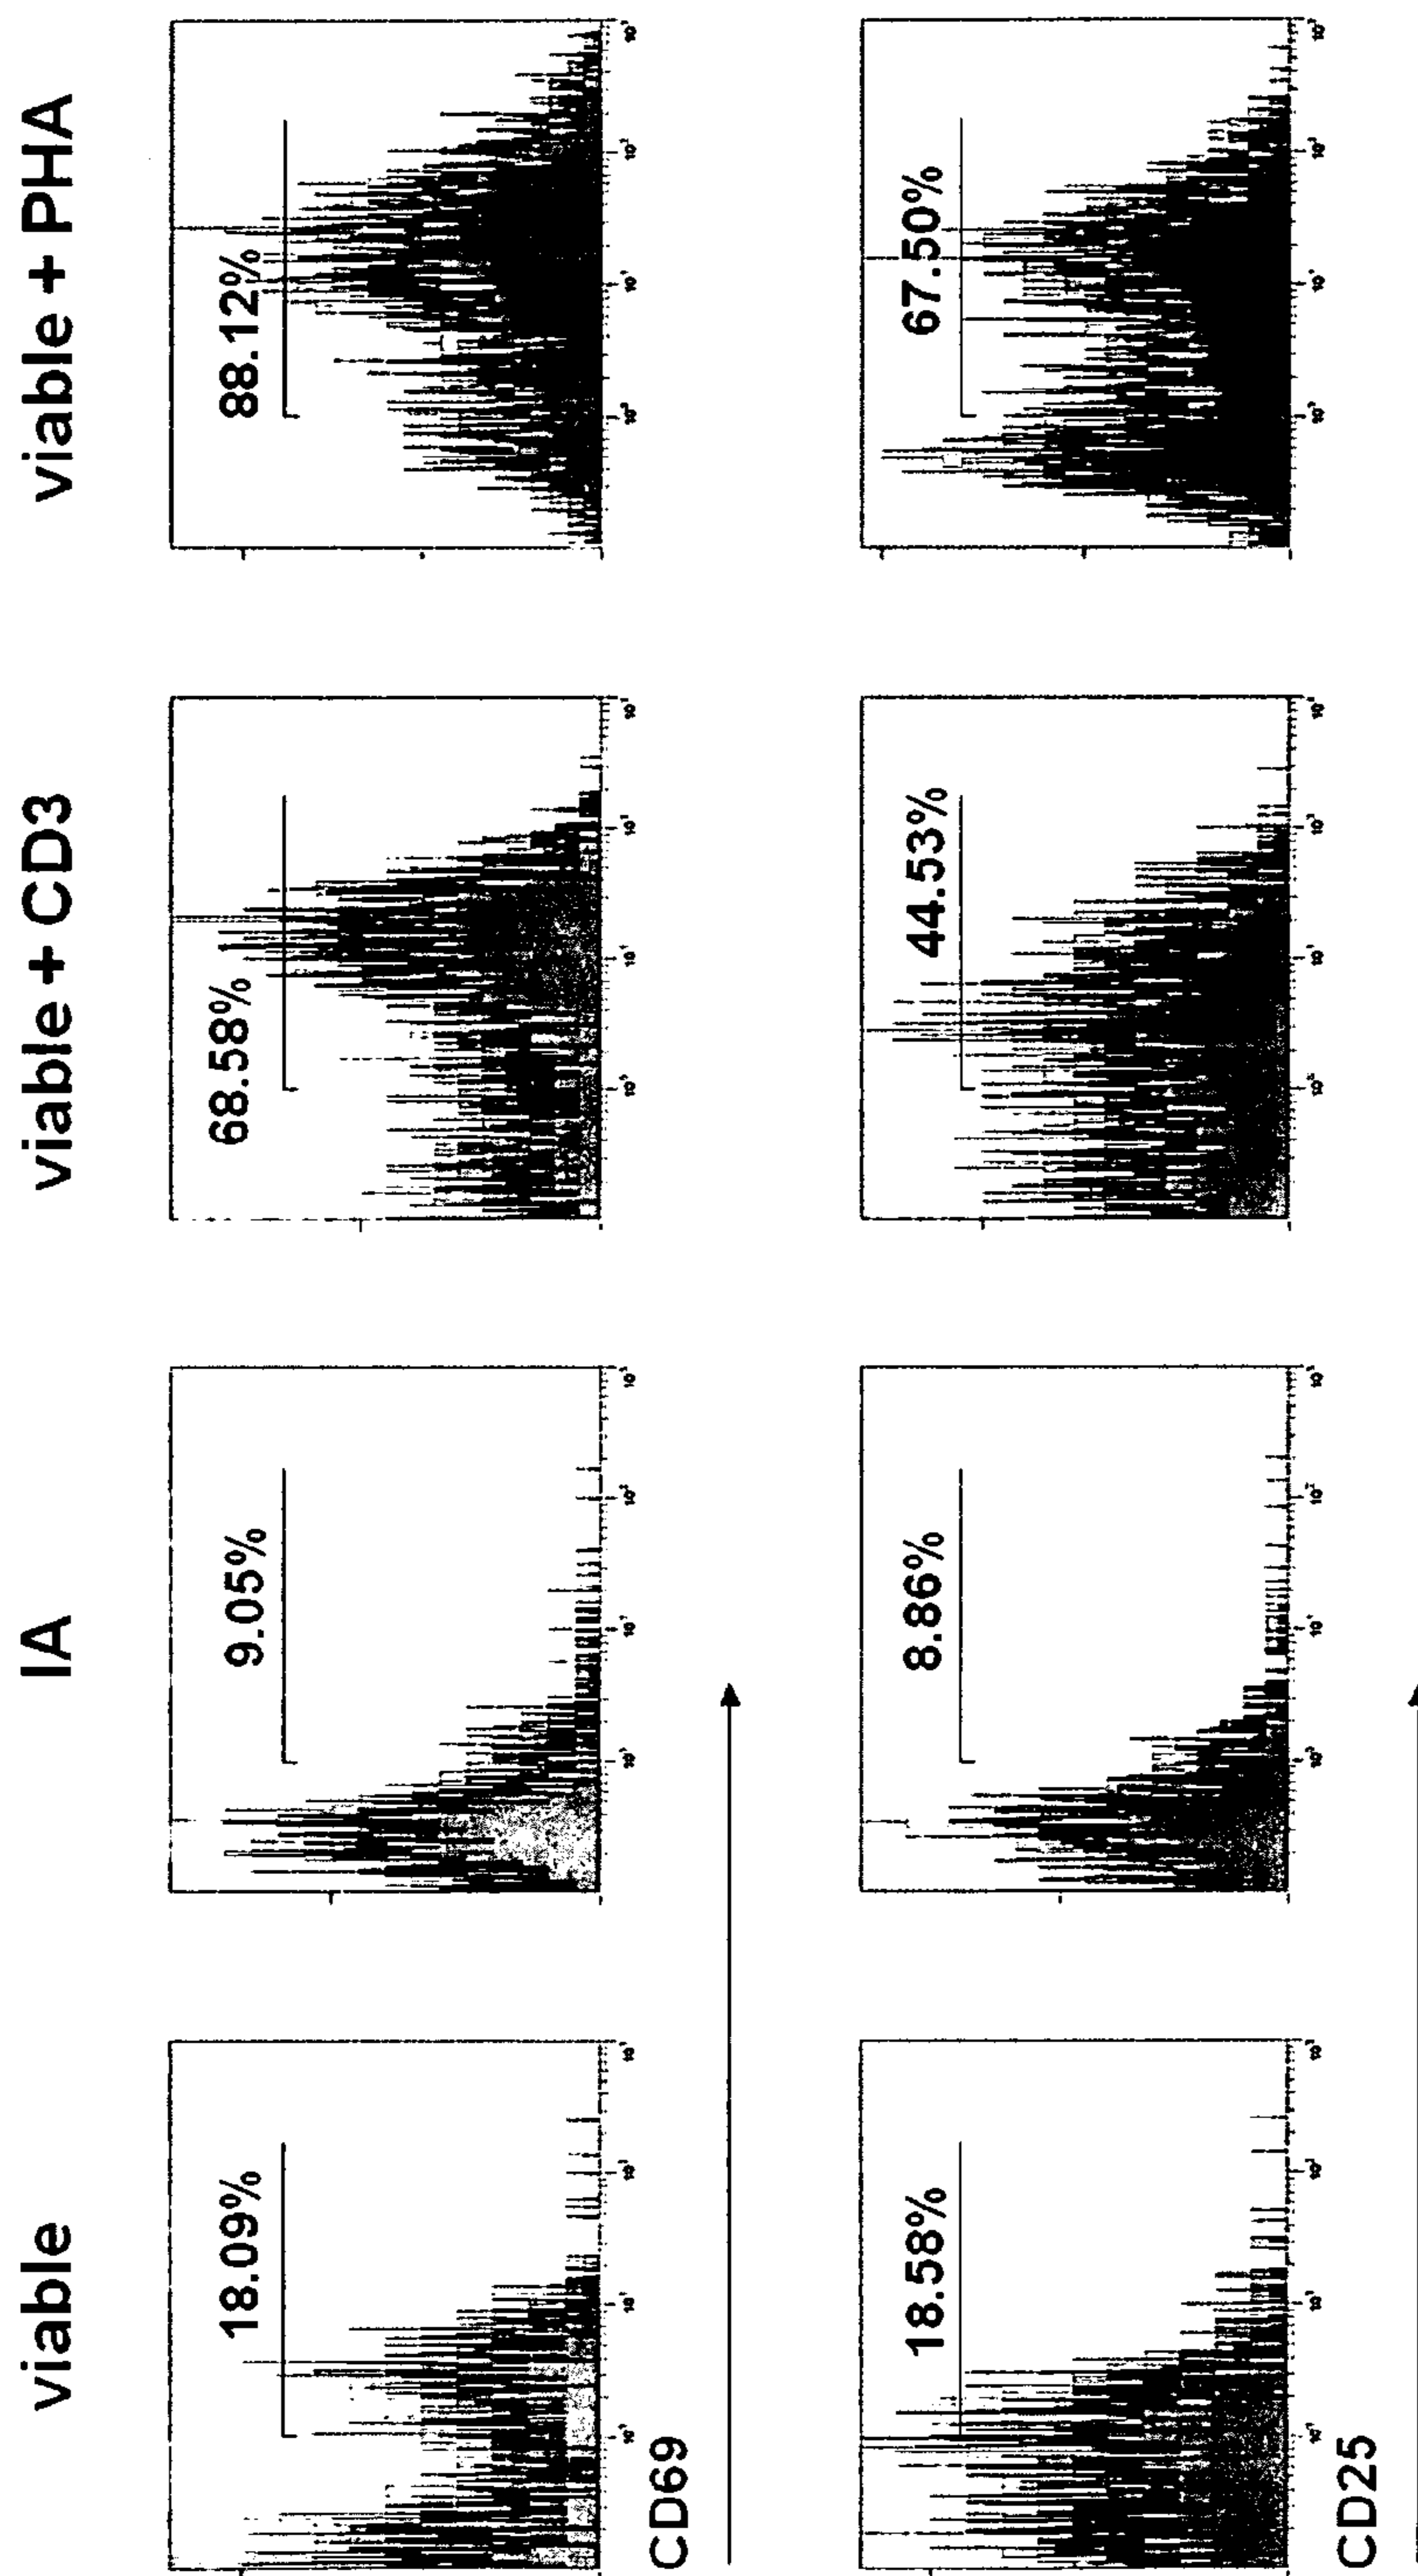 viable IA viable + CD3 viable + PHA
18.09% 9.05% 68.58% 88.12%
CD69
18.58% 8.86% 44.53% 67.50%
CD25